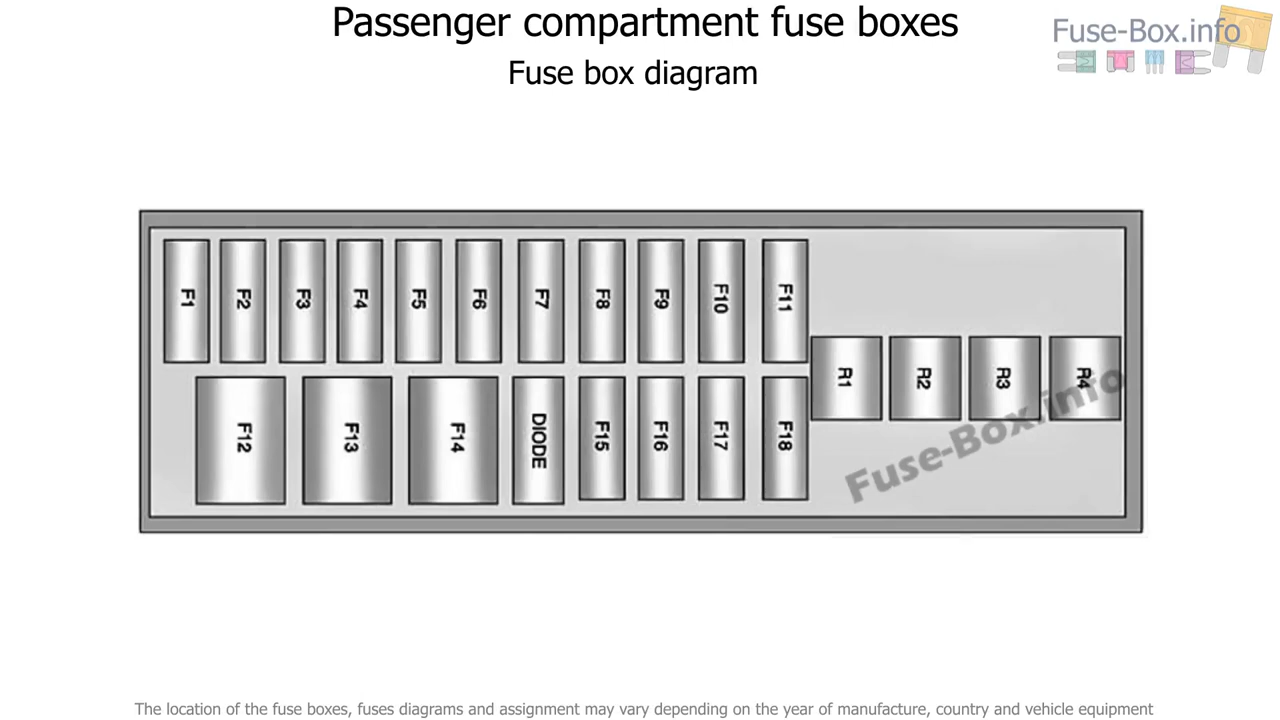 Passenger compartment fuse boxes
Fuse box diagram
Fuse-Box.info
F1 F2 F3 F4 F5 F6 F7 F8 F9 F10 F11
R1 R2 R3 R4
F12 F13 F14 DIODE F15 F16 F17 F18
Fuse-Box.info
The location of the fuse boxes, fuses diagrams and assignment may vary depending on the year of manufacture, country and vehicle equipment